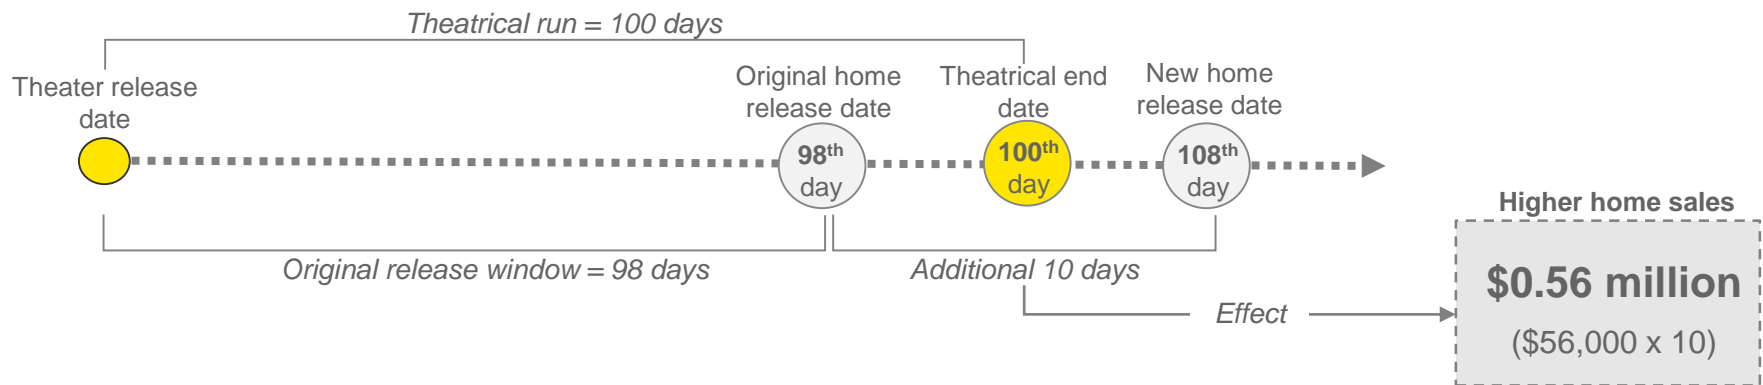 Theatrical run = 100 days
Theater release
date
Original home
release date
Theatrical end
date
New home
release date
98th
day
100th
day
108th
day
Original release window = 98 days
Additional 10 days
Effect
Higher home sales
$0.56 million
($56,000 x 10)